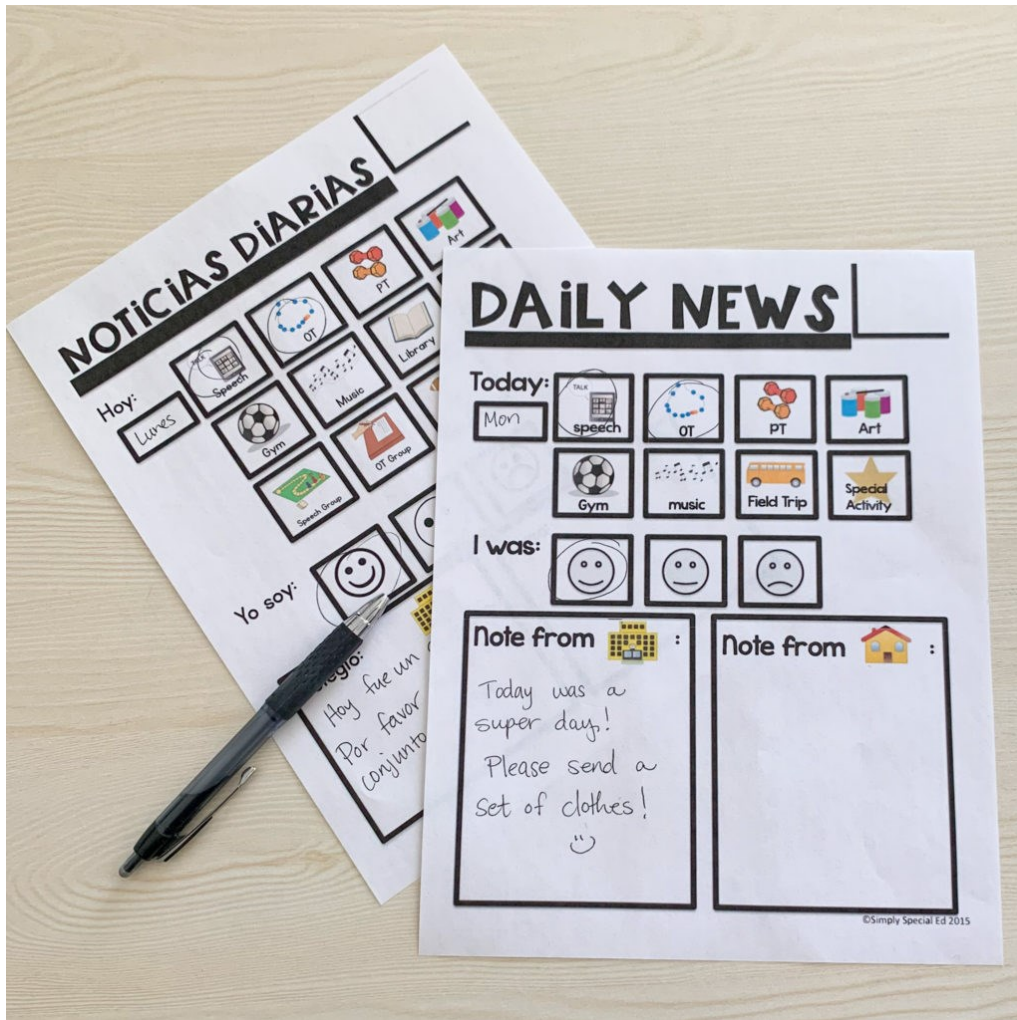 NOTICIAS DIARIAS
Hoy:
Lunes
Speech
OT
PT
Art
Gym
Music
Library
Speech Group
OT Group
Yo soy:
Hoy fue un
Por favor
conjunto
DAILY NEWS
Today:
Mon
TALK
speech
OT
PT
Art
Gym
music
Field Trip
Special
Activity
I was:
Note from :
Today was a
super day!
Please send a
set of clothes!
Note from :
©Simply Special Ed 2015